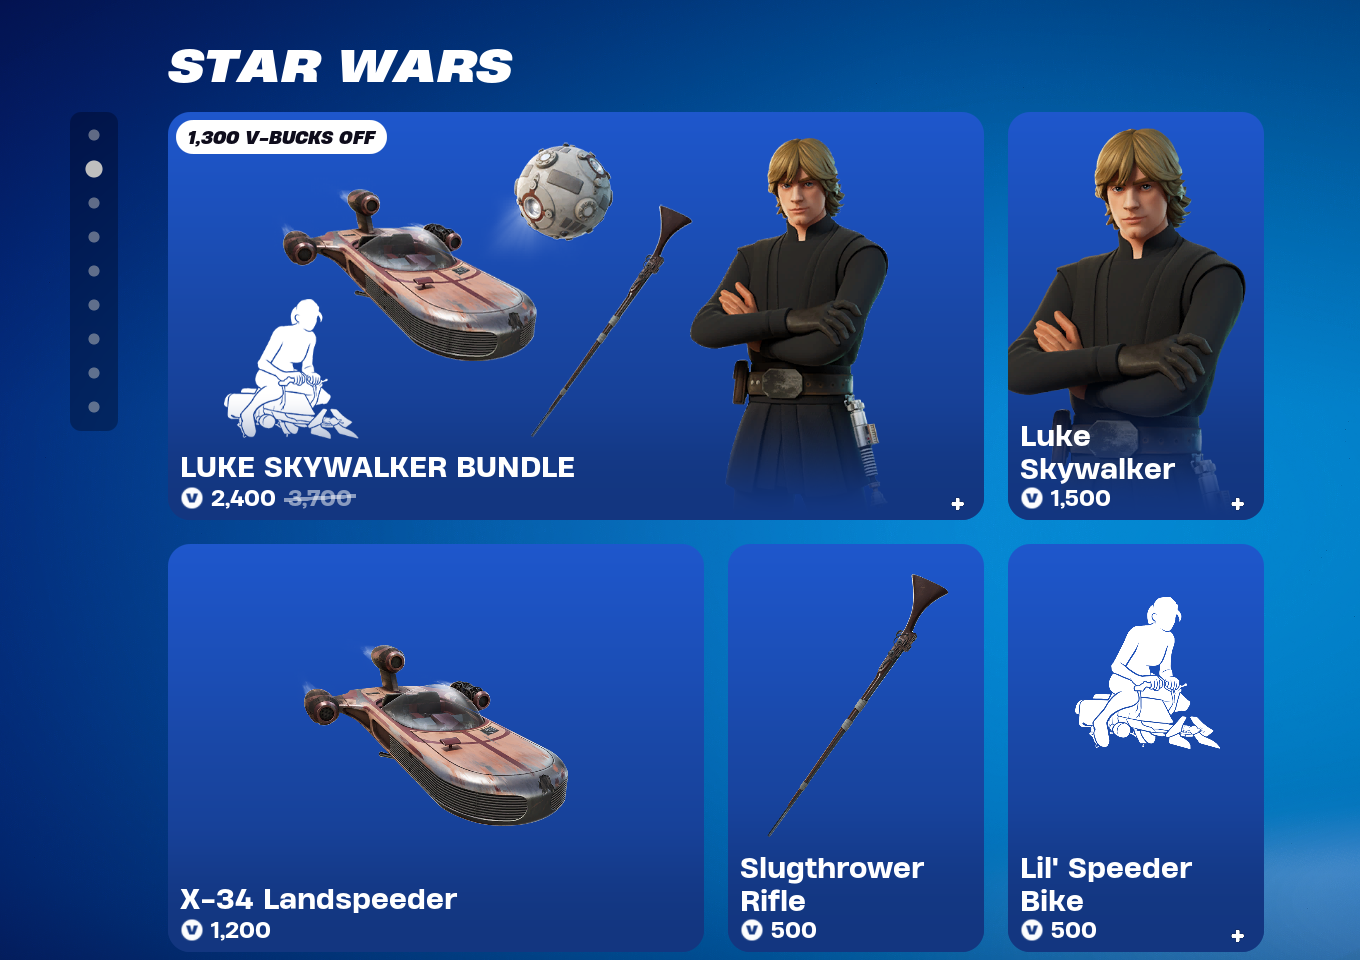 STAR WARS
1,300 V-BUCKS OFF
LUKE SKYWALKER BUNDLE
2,400 3,700
Luke
Skywalker
1,500
X-34 Landspeeder
1,200
Slugthrower
Rifle
500
Lil' Speeder
Bike
500